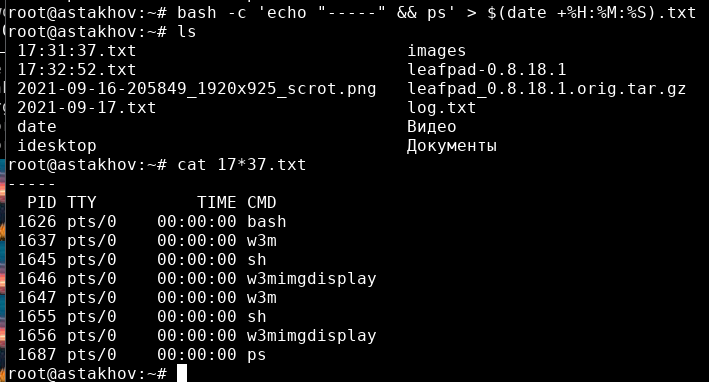 root@astakhov:~# bash -c 'echo "-----" && ps' > $(date +%H:%M:%S).txt
root@astakhov:~# ls
17:31:37.txt images
17:32:52.txt leafpad-0.8.18.1
2021-09-16-205849_1920x925_scrot.png leafpad_0.8.18.1.orig.tar.gz
2021-09-17.txt log.txt
date Видео
idesktop Документы
root@astakhov:~# cat 17*37.txt
-----
PID TTY TIME CMD
1626 pts/0 00:00:00 bash
1637 pts/0 00:00:00 w3m
1645 pts/0 00:00:00 sh
1646 pts/0 00:00:00 w3mimgdisplay
1647 pts/0 00:00:00 w3m
1655 pts/0 00:00:00 sh
1656 pts/0 00:00:00 w3mimgdisplay
1687 pts/0 00:00:00 ps
root@astakhov:~#